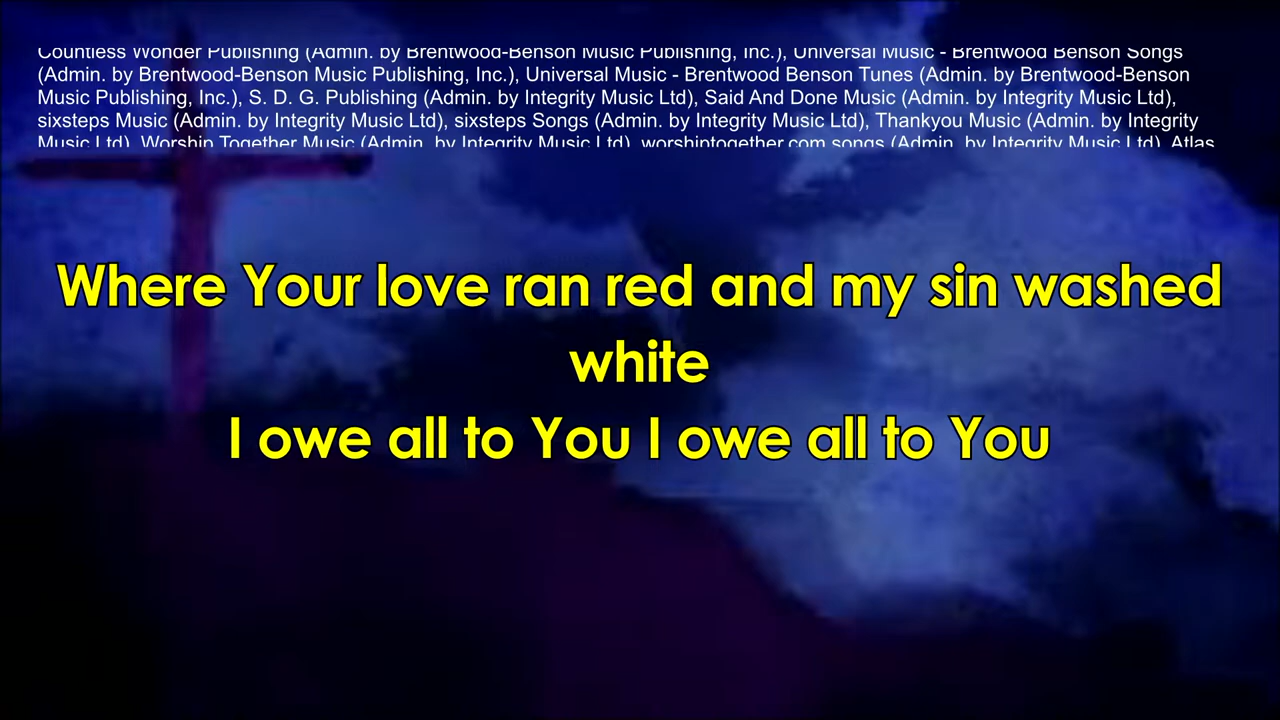 Countless Wonder Publishing (Admin. by Brentwood-Benson Music Publishing, Inc.), Universal Music - Brentwood Benson Songs
(Admin. by Brentwood-Benson Music Publishing, Inc.), Universal Music - Brentwood Benson Tunes (Admin. by Brentwood-Benson
Music Publishing, Inc.), S. D. G. Publishing (Admin. by Integrity Music Ltd), Said And Done Music (Admin. by Integrity Music Ltd),
sixsteps Music (Admin. by Integrity Music Ltd), sixsteps Songs (Admin. by Integrity Music Ltd), Thankyou Music (Admin. by Integrity
Music Ltd), Worship Together Music (Admin. by Integrity Music Ltd), worshiptogether.com songs (Admin. by Integrity Music Ltd), Atlas
Where Your love ran red and my sin washed
white
I owe all to You I owe all to You